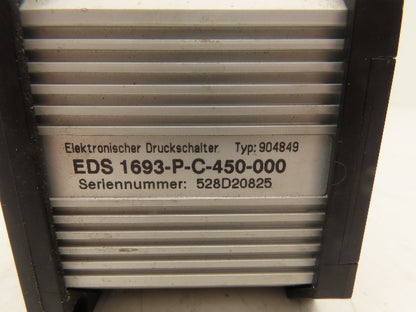 Elektronischer Druckschalter. Typ: 904849
EDS 1693-P-C-450-000
Seriennummer: 528D20825